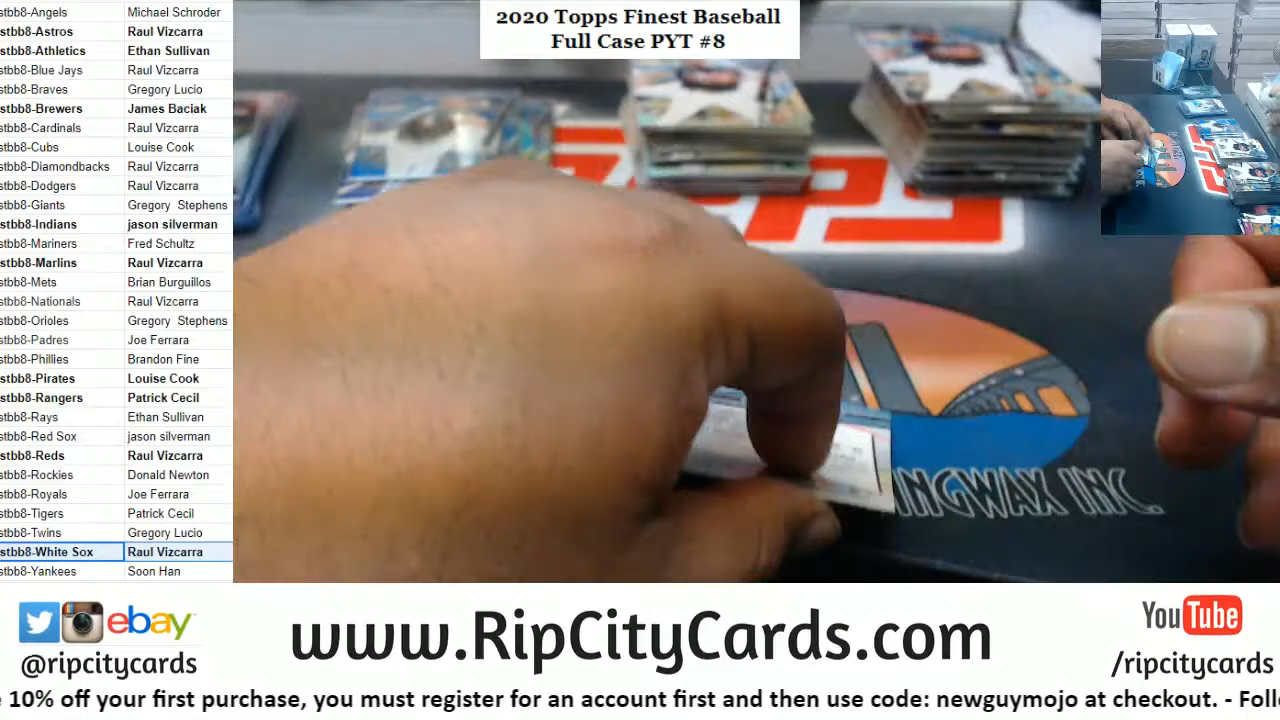 2020 Topps Finest Baseball
Full Case PYT #8
stbb8-Angels Michael Schroder
stbb8-Astros Raul Vizcarra
stbb8-Athletics Ethan Sullivan
stbb8-Blue Jays Raul Vizcarra
stbb8-Braves Gregory Lucio
stbb8-Brewers James Baciak
stbb8-Cardinals Raul Vizcarra
stbb8-Cubs Louise Cook
stbb8-Diamondbacks Raul Vizcarra
stbb8-Dodgers Raul Vizcarra
stbb8-Giants Gregory Stephens
stbb8-Indians jason silverman
stbb8-Mariners Fred Schultz
stbb8-Marlins Raul Vizcarra
stbb8-Mets Brian Burguillos
stbb8-Nationals Raul Vizcarra
stbb8-Orioles Gregory Stephens
stbb8-Padres Joe Ferrara
stbb8-Phillies Brandon Fine
stbb8-Pirates Louise Cook
stbb8-Rangers Patrick Cecil
stbb8-Rays Ethan Sullivan
stbb8-Red Sox jason silverman
stbb8-Reds Raul Vizcarra
stbb8-Rockies Donald Newton
stbb8-Royals Joe Ferrara
stbb8-Tigers Patrick Cecil
stbb8-Twins Gregory Lucio
stbb8-White Sox Raul Vizcarra
stbb8-Yankees Soon Han
INGWAX INC.
ebay
@ripcitycards
www.RipCityCards.com
YouTube
/ripcitycards
10% off your first purchase, you must register for an account first and then use code: newguymojo at checkout. - Foll